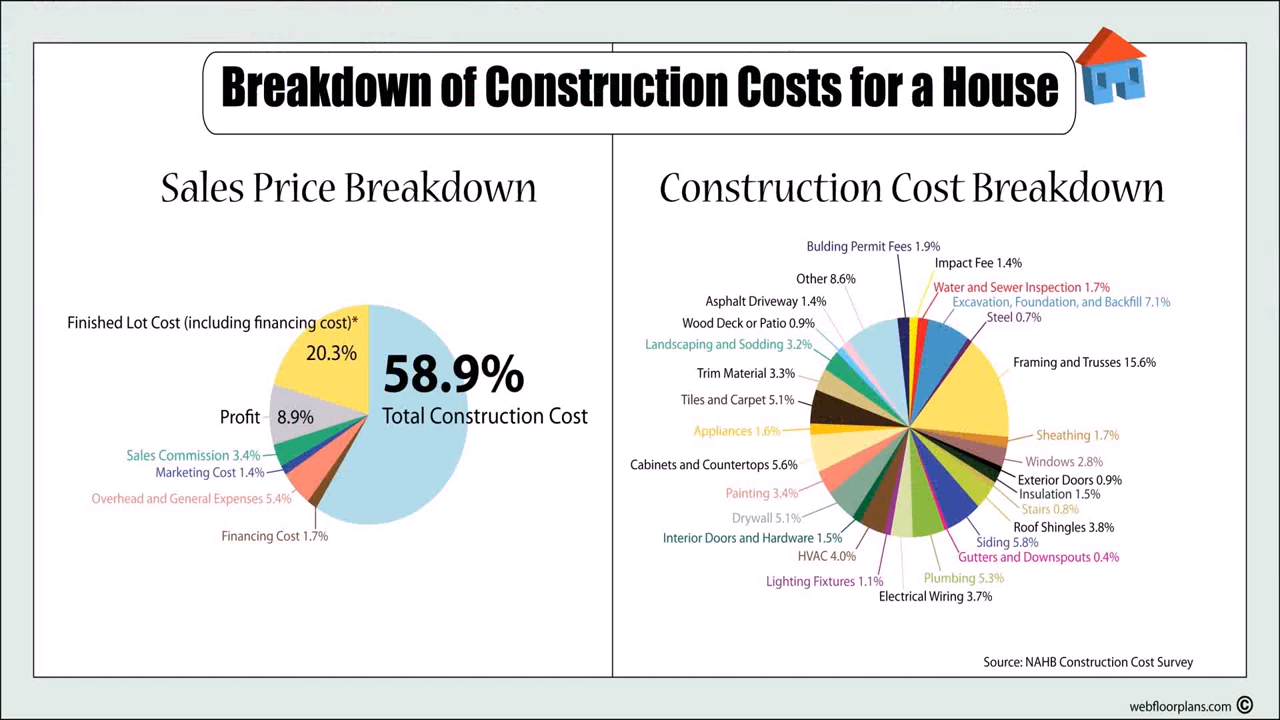 Breakdown of Construction Costs for a House
Sales Price Breakdown
Finished Lot Cost (including financing cost)*
20.3%
58.9%
Total Construction Cost
Profit 8.9%
Sales Commission 3.4%
Marketing Cost 1.4%
Overhead and General Expenses 5.4%
Financing Cost 1.7%
Construction Cost Breakdown
Bulding Permit Fees 1.9%
Impact Fee 1.4%
Water and Sewer Inspection 1.7%
Excavation, Foundation, and Backfill 7.1%
Steel 0.7%
Framing and Trusses 15.6%
Sheathing 1.7%
Windows 2.8%
Exterior Doors 0.9%
Insulation 1.5%
Stairs 0.8%
Roof Shingles 3.8%
Siding 5.8%
Gutters and Downspouts 0.4%
Plumbing 5.3%
Electrical Wiring 3.7%
Lighting Fixtures 1.1%
HVAC 4.0%
Interior Doors and Hardware 1.5%
Drywall 5.1%
Painting 3.4%
Cabinets and Countertops 5.6%
Appliances 1.6%
Tiles and Carpet 5.1%
Trim Material 3.3%
Landscaping and Sodding 3.2%
Wood Deck or Patio 0.9%
Asphalt Driveway 1.4%
Other 8.6%
Source: NAHB Construction Cost Survey
webfloorplans.com ©